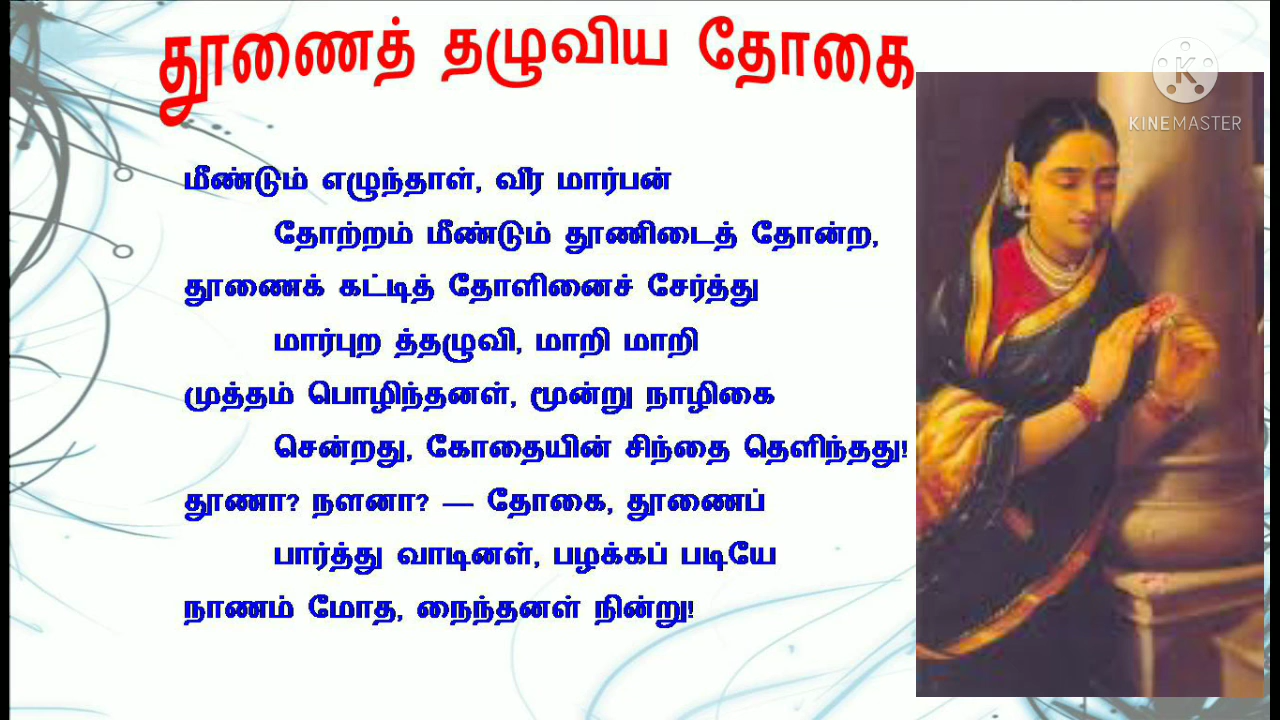 தூணைத் தழுவிய தோகை
K
KINEMASTER
மீண்டும் எழுந்தாள், வீர மார்பன்
தோற்றம் மீண்டும் தூணிடைத் தோன்ற,
தூணைக் கட்டித் தோளினைச் சேர்த்து
மார்புற த்தழுவி, மாறி மாறி
முத்தம் பொழிந்தனள், மூன்று நாழிகை
சென்றது, கோதையின் சிந்தை தெளிந்தது!
தூணா? நளனா? — தோகை, தூணைப்
பார்த்து வாடினள், பழக்கப் படியே
நாணம் மோத, நைந்தனள் நின்று!